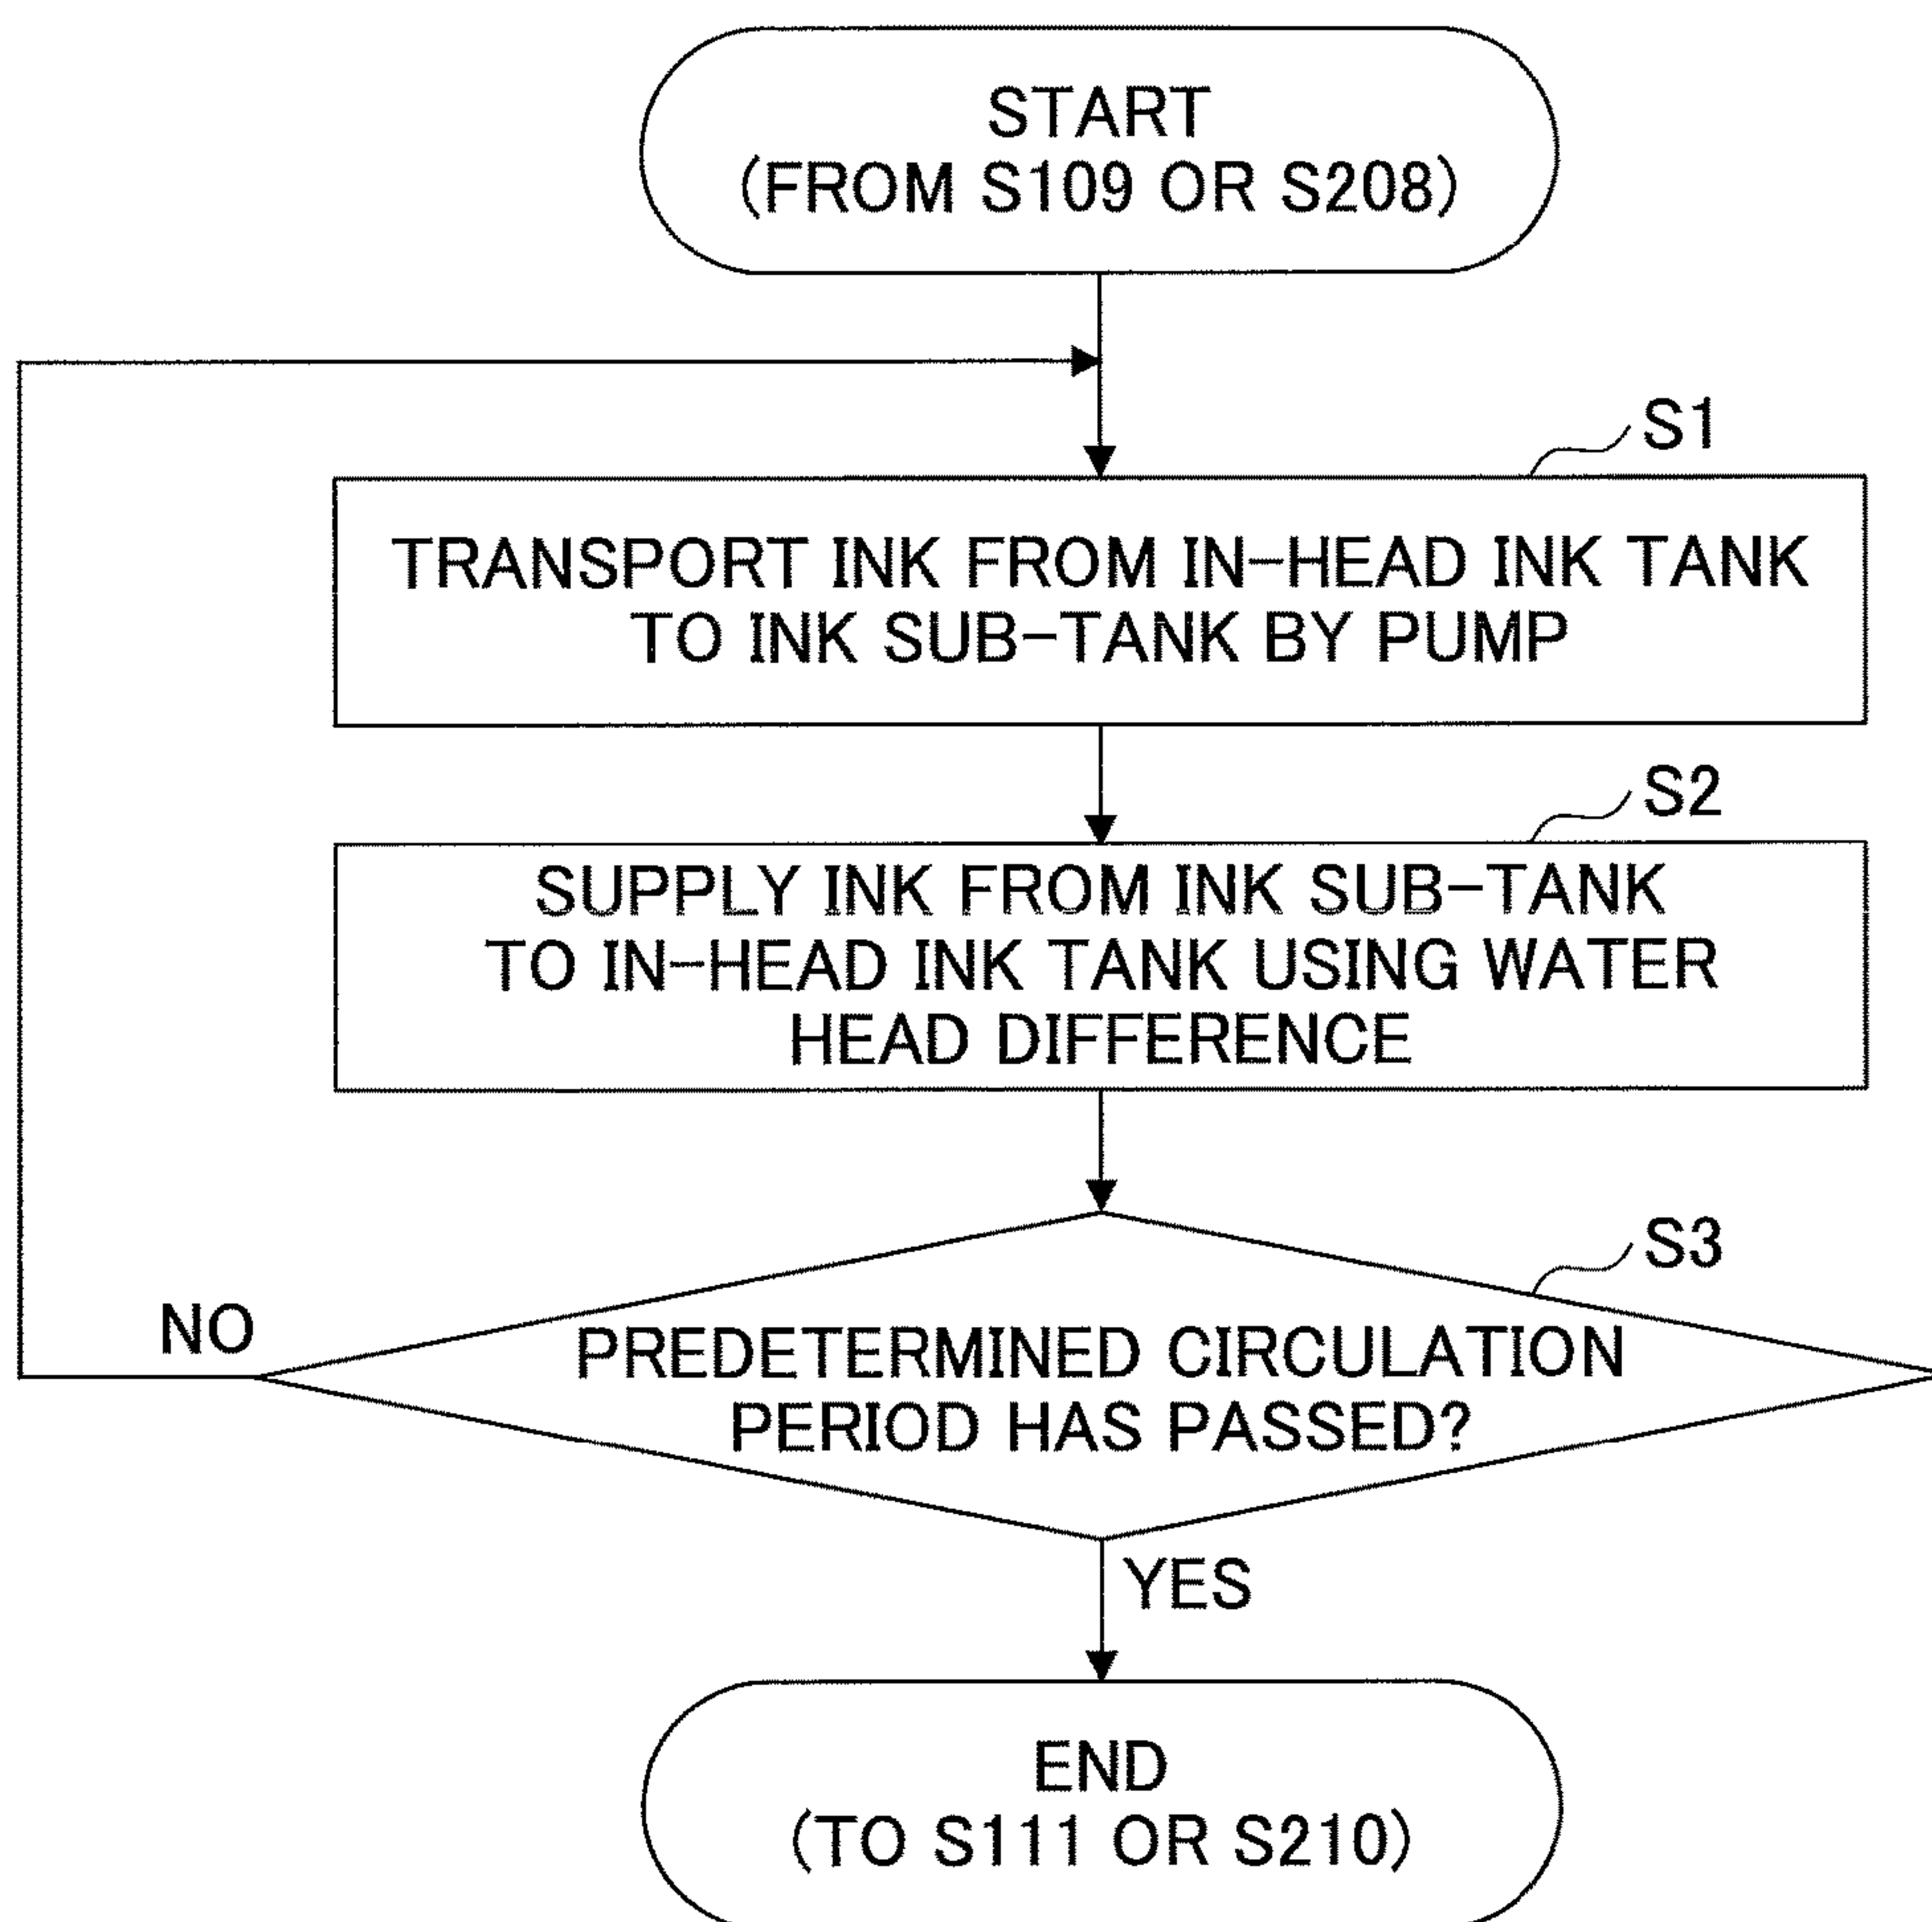 START
(FROM S109 OR S208)
S1
TRANSPORT INK FROM IN-HEAD INK TANK
TO INK SUB-TANK BY PUMP
S2
SUPPLY INK FROM INK SUB-TANK
TO IN-HEAD INK TANK USING WATER
HEAD DIFFERENCE
S3
NO
PREDETERMINED CIRCULATION
PERIOD HAS PASSED?
YES
END
(TO S111 OR S210)